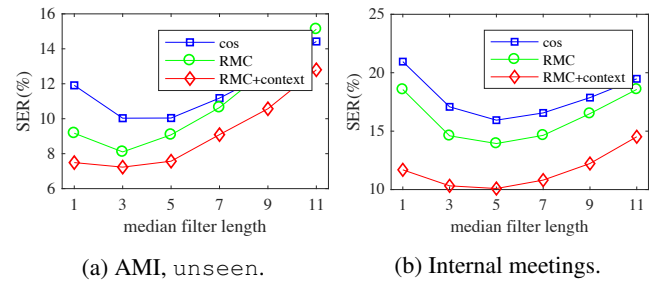 16
14
12
10
8
6
SER(%)
cos
RMC
RMC+context
1 3 5 7 9 11
median filter length
(a) AMI, unseen.
25
20
15
10
SER(%)
cos
RMC
RMC+context
1 3 5 7 9 11
median filter length
(b) Internal meetings.